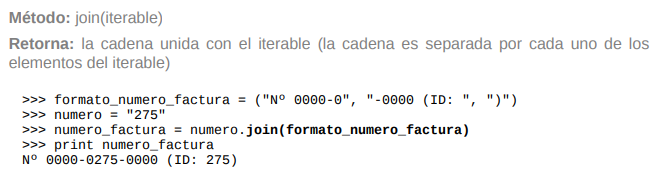 Método: join(iterable)
Retorna: la cadena unida con el iterable (la cadena es separada por cada uno de los
elementos del iterable)
>>> formato_numero_factura = ("Nº 0000-0", "-0000 (ID: ", ")")
>>> numero = "275"
>>> numero_factura = numero.join(formato_numero_factura)
>>> print numero_factura
Nº 0000-0275-0000 (ID: 275)